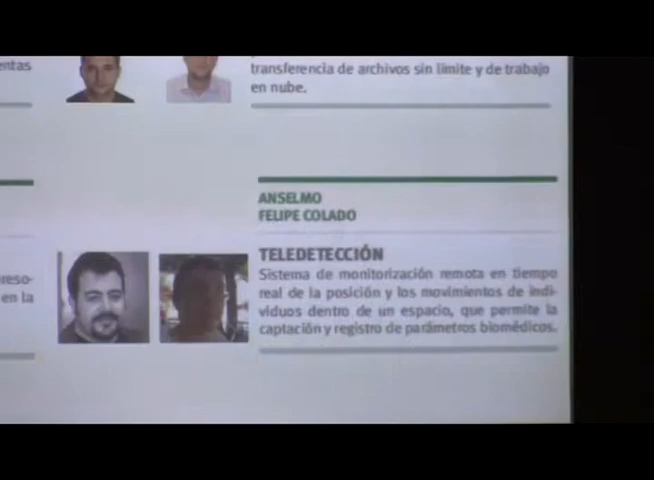 entas
transferencia de archivos sin límite y de trabajo
en nube.
ANSELMO
FELIPE COLADO
TELEDETECCIÓN
reso-
en la
Sistema de monitorización remota en tiempo
real de la posición y los movimientos de indi-
viduos dentro de un espacio, que permite la
captación y registro de parámetros biomédicos.